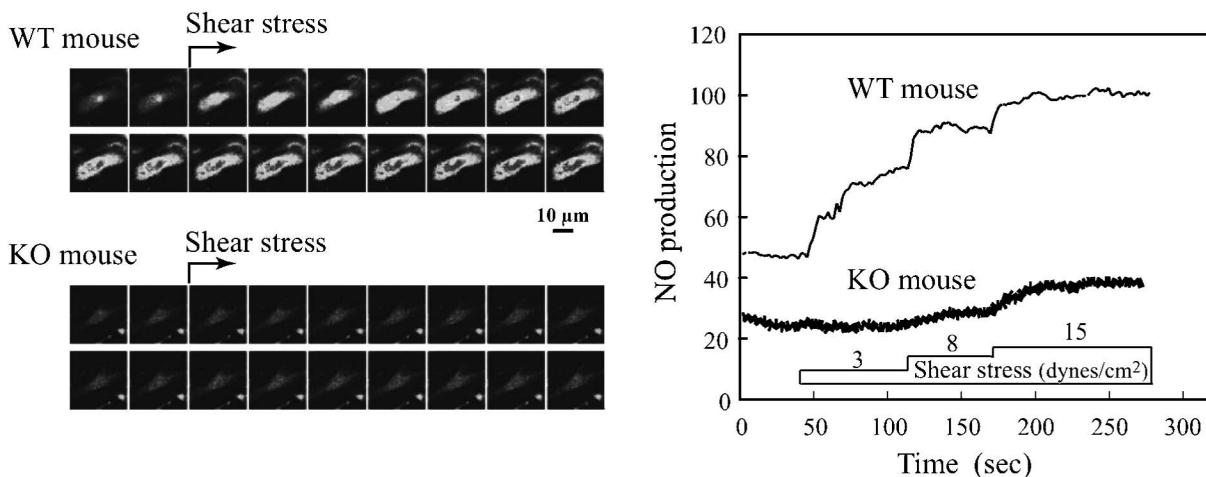 Shear stress
WT mouse
10 µm
Shear stress
KO mouse
120
100
80
60
40
20
0
NO production
WT mouse
KO mouse
3
8
15
Shear stress (dynes/cm²)
0
50
100
150
200
250
300
Time (sec)